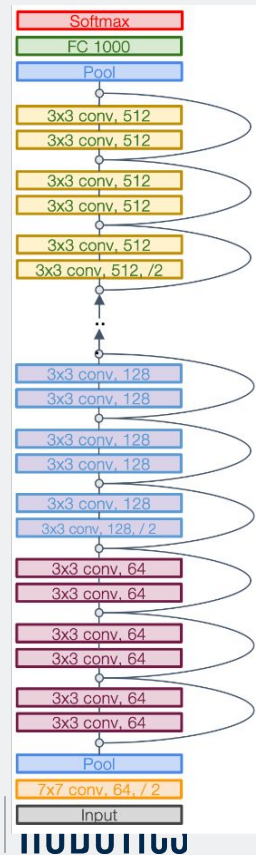 Softmax
FC 1000
Pool
3x3 conv, 512
3x3 conv, 512
3x3 conv, 512
3x3 conv, 512
3x3 conv, 512
3x3 conv, 512, /2
..
3x3 conv, 128
3x3 conv, 128
3x3 conv, 128
3x3 conv, 128
3x3 conv, 128
3x3 conv, 128, / 2
3x3 conv, 64
3x3 conv, 64
3x3 conv, 64
3x3 conv, 64
3x3 conv, 64
3x3 conv, 64
Pool
7x7 conv, 64, / 2
Input
ROBOTICS